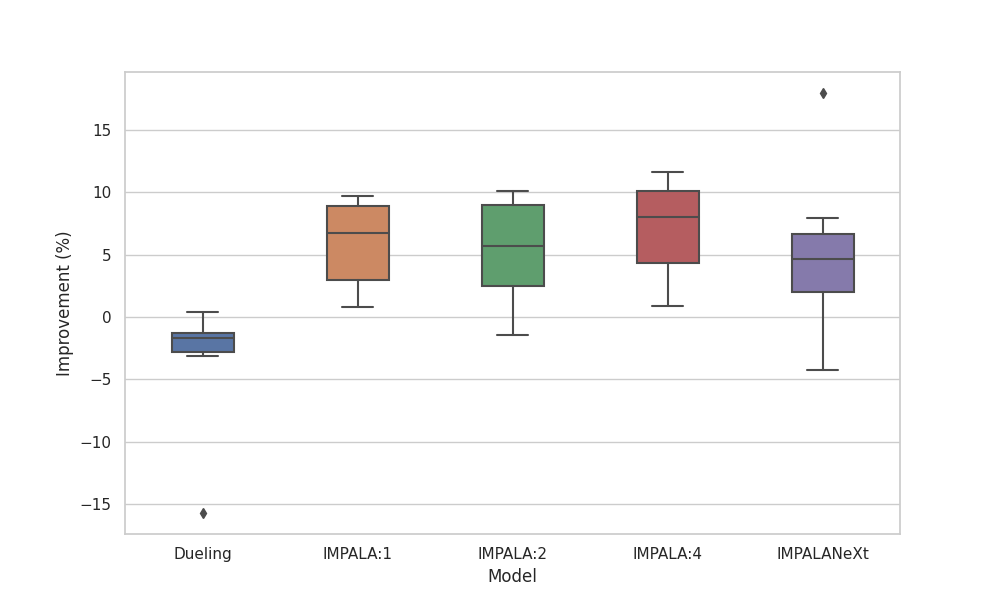 Improvement (%)
15
10
5
0
−5
−10
−15
Dueling
IMPALA:1
IMPALA:2
IMPALA:4
IMPALANeXt
Model